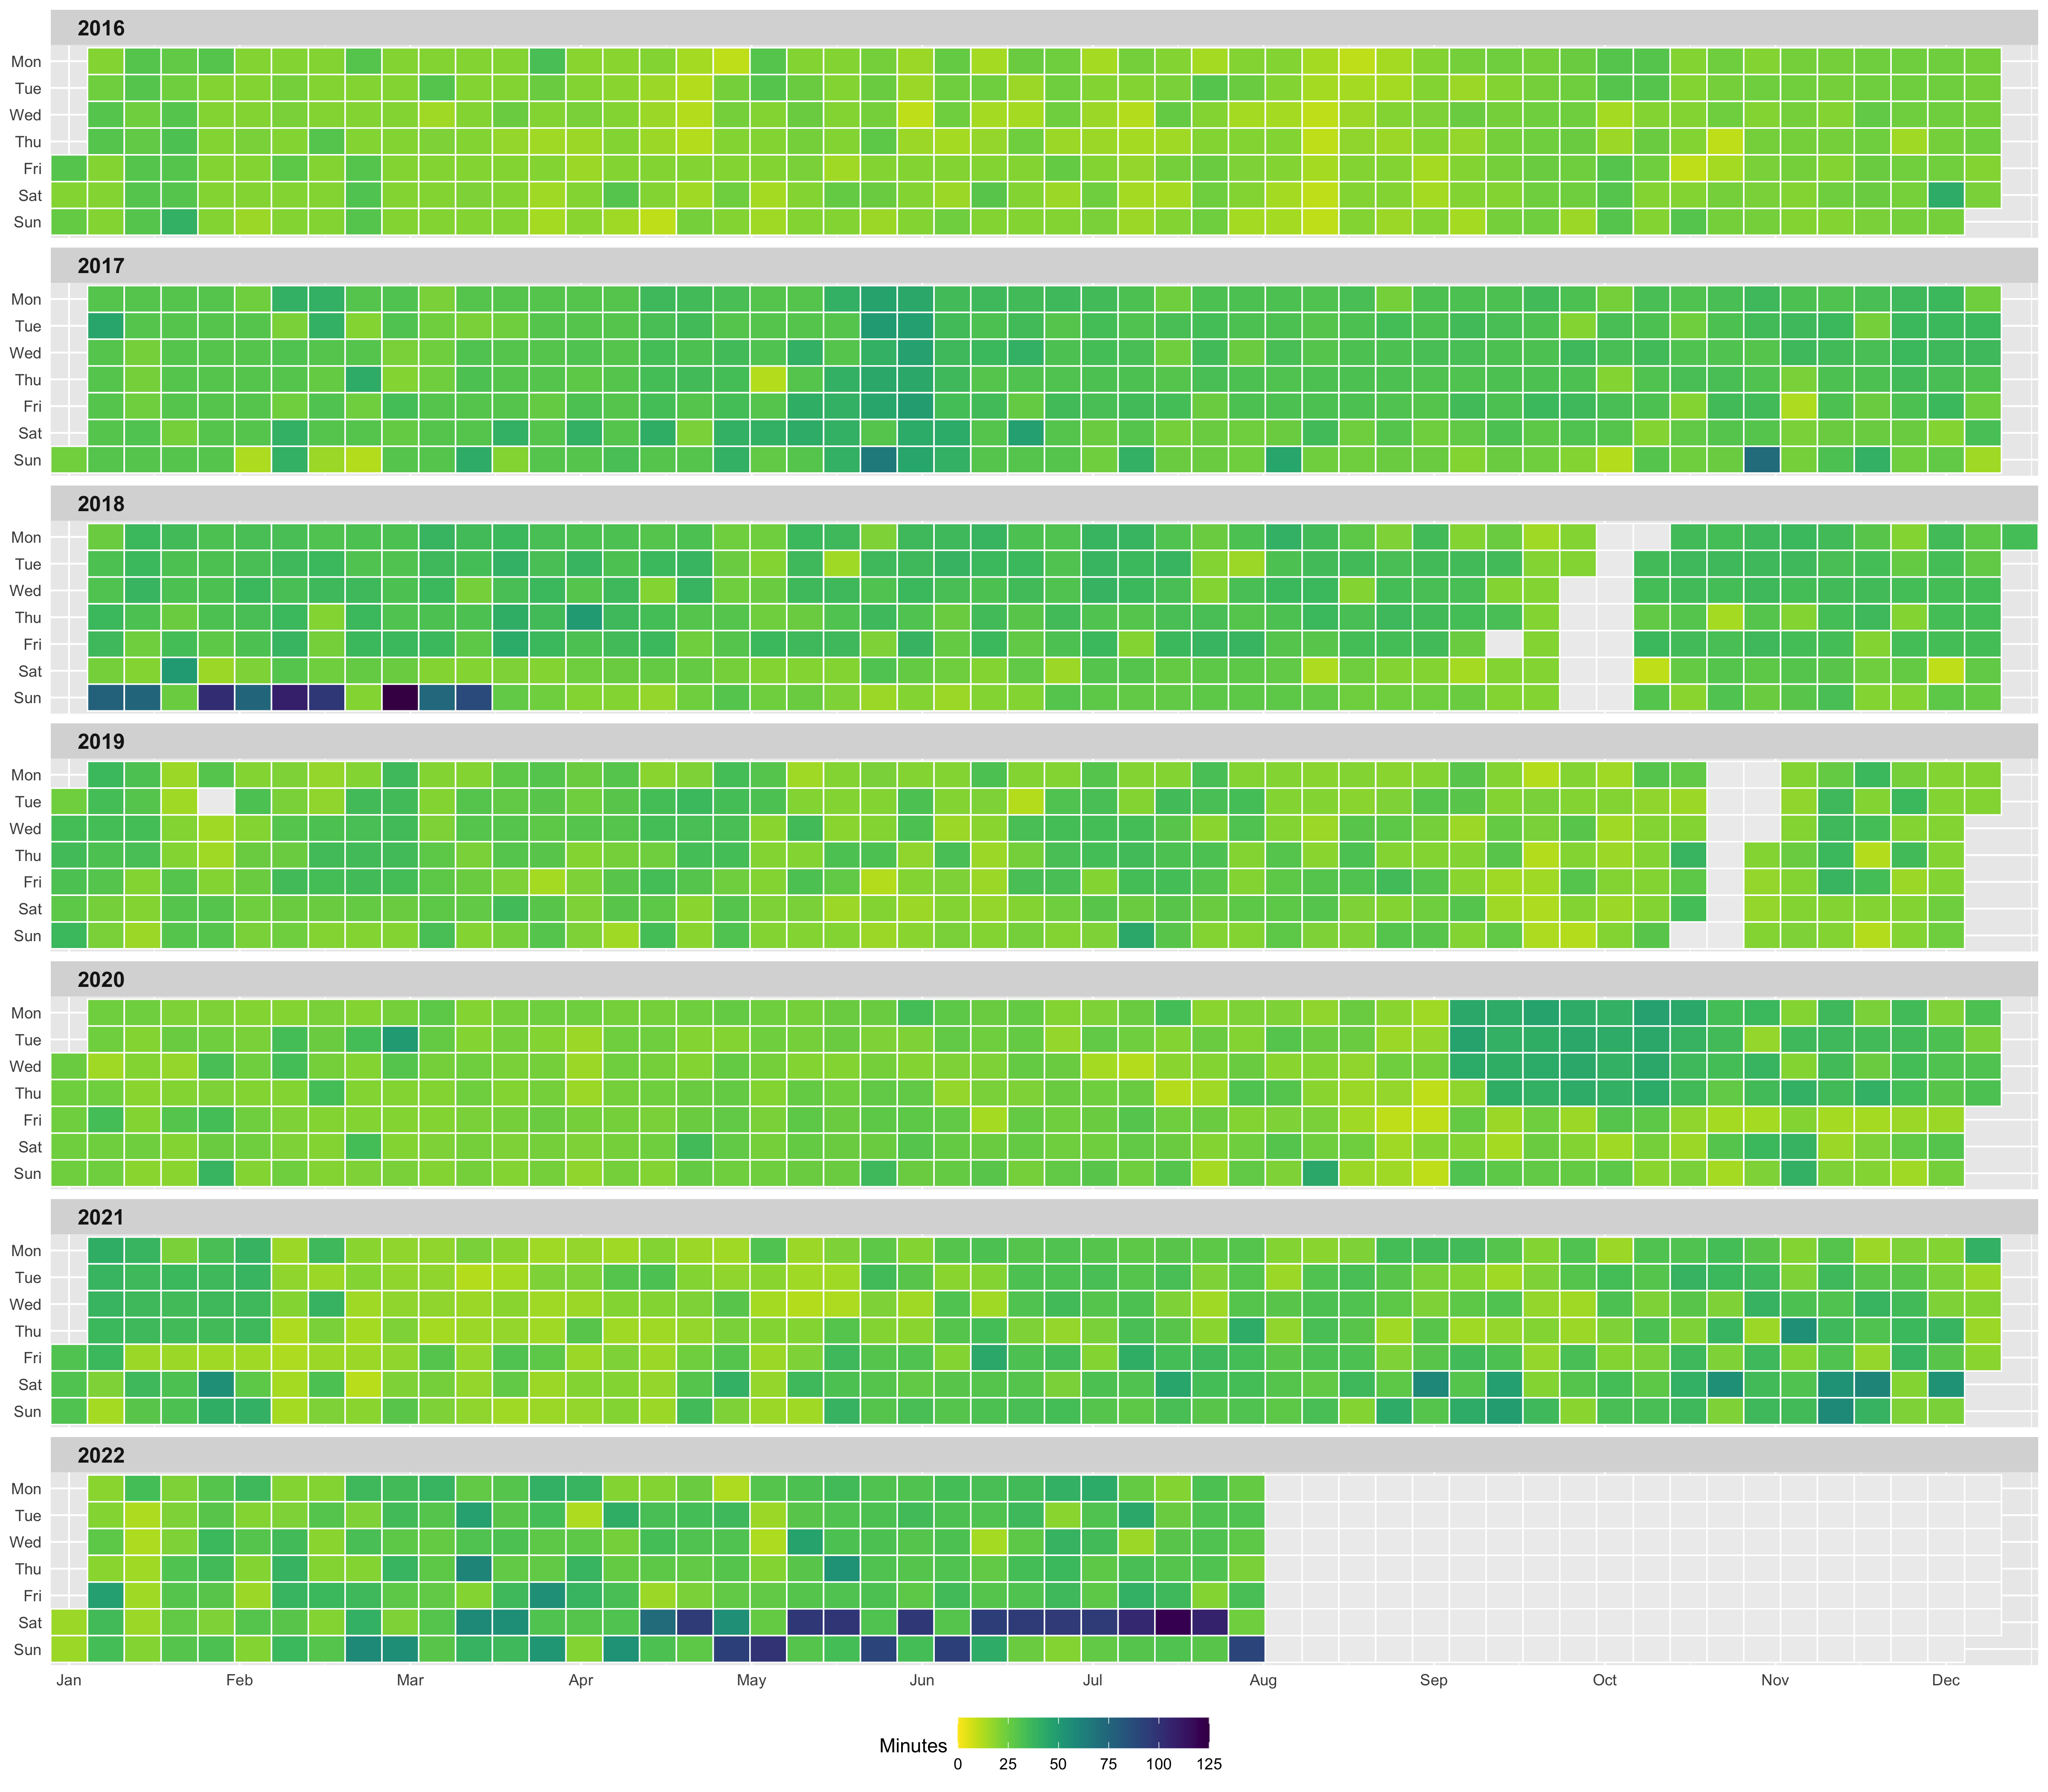 2016
Mon
Tue
Wed
Thu
Fri
Sat
Sun
2017
Mon
Tue
Wed
Thu
Fri
Sat
Sun
2018
Mon
Tue
Wed
Thu
Fri
Sat
Sun
2019
Mon
Tue
Wed
Thu
Fri
Sat
Sun
2020
Mon
Tue
Wed
Thu
Fri
Sat
Sun
2021
Mon
Tue
Wed
Thu
Fri
Sat
Sun
2022
Mon
Tue
Wed
Thu
Fri
Sat
Sun
Jan Feb Mar Apr May Jun Jul Aug Sep Oct Nov Dec
Minutes
0 25 50 75 100 125